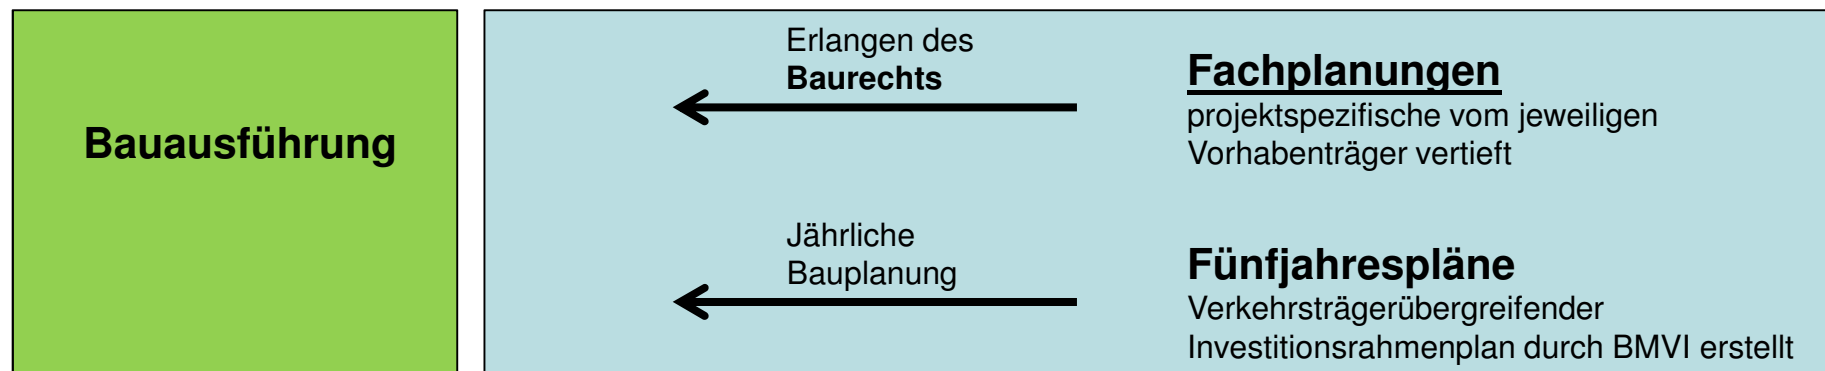 Bauausführung
Erlangen des
Baurechts
Fachplanungen
projektspezifische vom jeweiligen
Vorhabenträger vertieft
Jährliche
Bauplanung
Fünfjahrespläne
Verkehrsträgerübergreifender
Investitionsrahmenplan durch BMVI erstellt